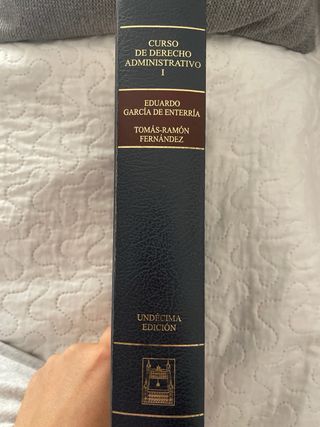 CURSO
DE DERECHO
ADMINISTRATIVO
I
EDUARDO
GARCÍA DE ENTERRÍA
TOMÁS-RAMÓN
FERNÁNDEZ
UNDÉCIMA
EDICIÓN